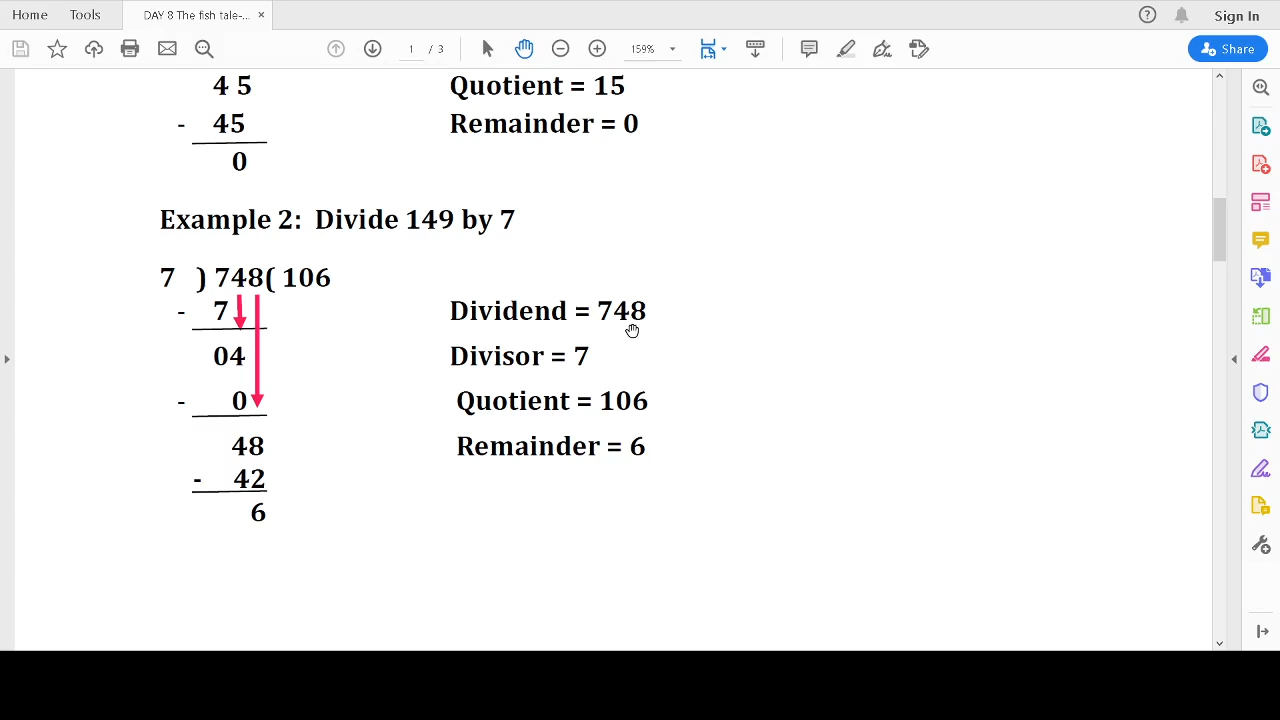 Home Tools DAY 8 The fish tale-... × Sign In
1 / 3 159% Share
4 5 Quotient = 15
- 45 Remainder = 0
0
Example 2: Divide 149 by 7
7 ) 748( 106
- 7 Dividend = 748
04 Divisor = 7
- 0 Quotient = 106
48 Remainder = 6
- 42
6